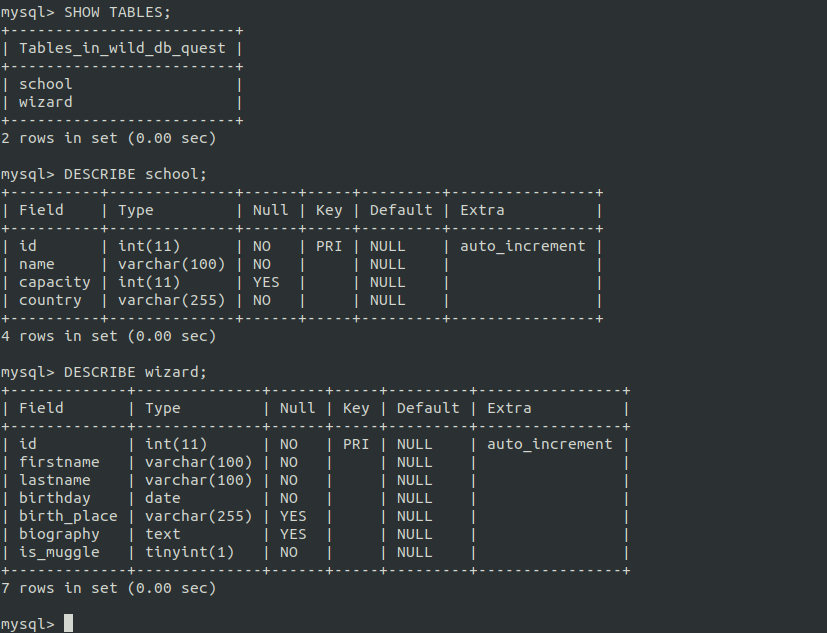 mysql> SHOW TABLES;
+-------------------------+
| Tables_in_wild_db_quest |
+-------------------------+
| school                  |
| wizard                  |
+-------------------------+
2 rows in set (0.00 sec)

mysql> DESCRIBE school;
+----------+--------------+------+-----+---------+----------------+
| Field    | Type         | Null | Key | Default | Extra          |
+----------+--------------+------+-----+---------+----------------+
| id       | int(11)      | NO   | PRI | NULL    | auto_increment |
| name     | varchar(100) | NO   |     | NULL    |                |
| capacity | int(11)      | YES  |     | NULL    |                |
| country  | varchar(255) | NO   |     | NULL    |                |
+----------+--------------+------+-----+---------+----------------+
4 rows in set (0.00 sec)

mysql> DESCRIBE wizard;
+-------------+--------------+------+-----+---------+----------------+
| Field       | Type         | Null | Key | Default | Extra          |
+-------------+--------------+------+-----+---------+----------------+
| id          | int(11)      | NO   | PRI | NULL    | auto_increment |
| firstname   | varchar(100) | NO   |     | NULL    |                |
| lastname    | varchar(100) | NO   |     | NULL    |                |
| birthday    | date         | NO   |     | NULL    |                |
| birth_place | varchar(255) | YES  |     | NULL    |                |
| biography   | text         | YES  |     | NULL    |                |
| is_muggle   | tinyint(1)   | NO   |     | NULL    |                |
+-------------+--------------+------+-----+---------+----------------+
7 rows in set (0.00 sec)

mysql>